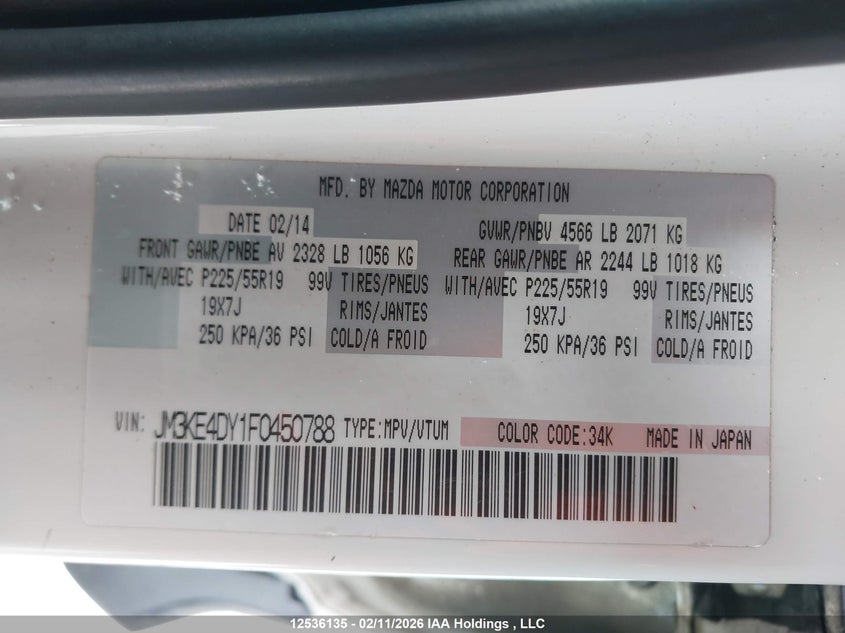 MFD. BY MAZDA MOTOR CORPORATION
DATE 02/14 GVWR/PNBV 4566 LB 2071 KG
FRONT GAWR/PNBE AV 2328 LB 1056 KG REAR GAWR/PNBE AR 2244 LB 1018 KG
WITH/AVEC P225/55R19 99V TIRES/PNEUS WITH/AVEC P225/55R19 99V TIRES/PNEUS
19X7J RIMS/JANTES 19X7J RIMS/JANTES
250 KPA/36 PSI COLD/A FROID 250 KPA/36 PSI COLD/A FROID
VIN: JM3KE4DY1F0450788 TYPE:MPV/VTUM COLOR CODE:34K MADE IN JAPAN
12536135 - 02/11/2026 IAA Holdings , LLC